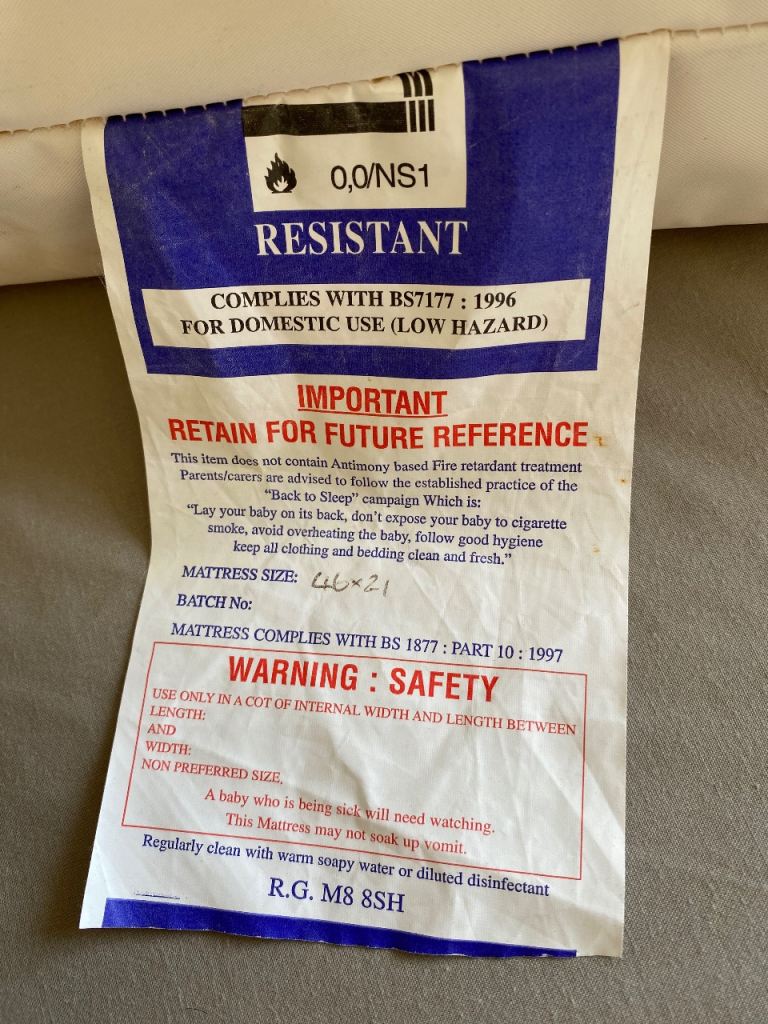 0,0/NS1
RESISTANT
COMPLIES WITH BS7177 : 1996
FOR DOMESTIC USE (LOW HAZARD)
IMPORTANT
RETAIN FOR FUTURE REFERENCE
This item does not contain Antimony based Fire retardant treatment
Parents/carers are advised to follow the established practice of the
“Back to Sleep” campaign Which is:
“Lay your baby on its back, don’t expose your baby to cigarette
smoke, avoid overheating the baby, follow good hygiene
keep all clothing and bedding clean and fresh.”
MATTRESS SIZE: 46×21
BATCH No:
MATTRESS COMPLIES WITH BS 1877 : PART 10 : 1997
WARNING : SAFETY
USE ONLY IN A COT OF INTERNAL WIDTH AND LENGTH BETWEEN
LENGTH:
AND
WIDTH:
NON PREFERRED SIZE.
A baby who is being sick will need watching.
This Mattress may not soak up vomit.
Regularly clean with warm soapy water or diluted disinfectant
R.G. M8 8SH